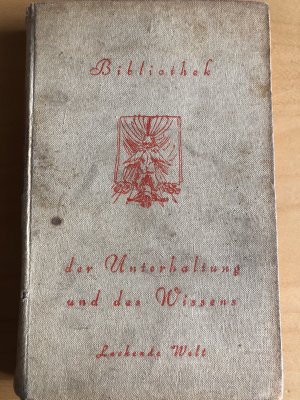 Bibliothek
der Unterhaltung
und des Wissens
Lachende Welt